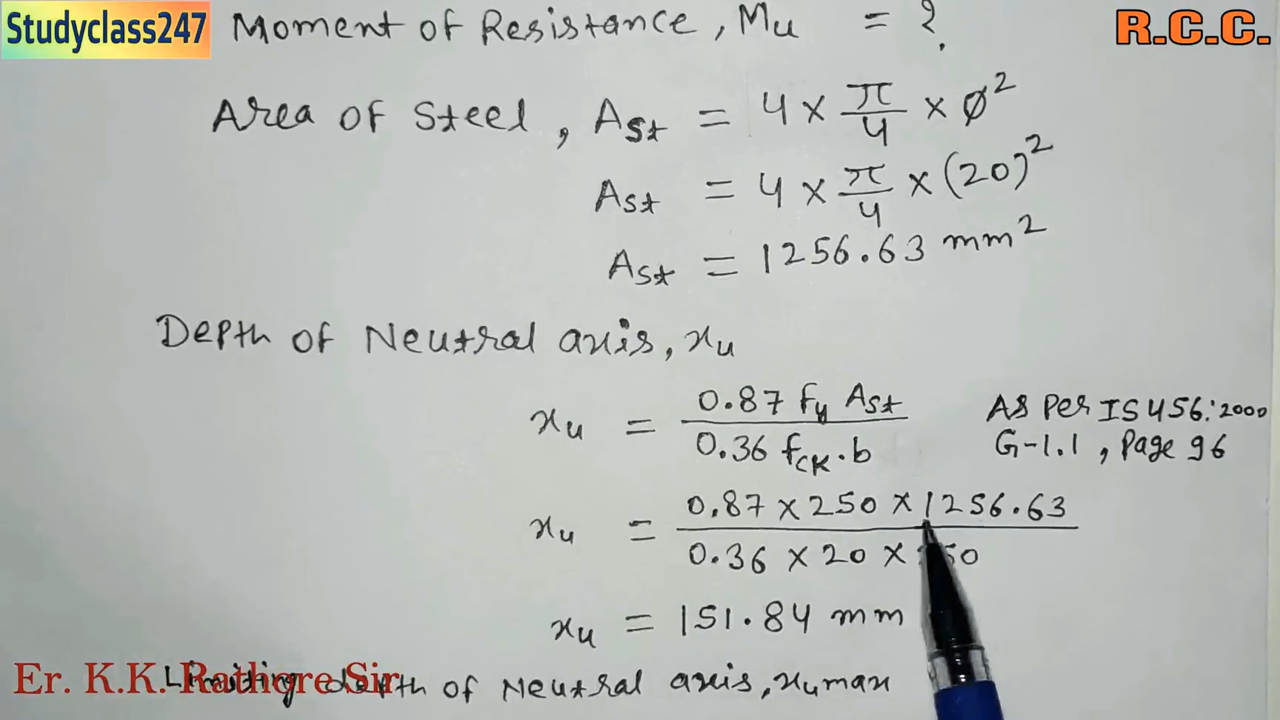 Studyclass247
R.C.C.
Moment of Resistance, Mu = ?
Area of Steel, Ast = 4 × π/4 × ø²
Ast = 4 × π/4 × (20)²
Ast = 1256.63 mm²
Depth of Neutral axis, xu
xu = 0.87 fy Ast / 0.36 fck · b
As Per IS 456:2000
G-1.1, Page 96
xu = 0.87 × 250 × 1256.63 / 0.36 × 20 × 50
xu = 151.84 mm
Er. K.K. Rathore Sir
Limiting depth of Neutral axis, xumax